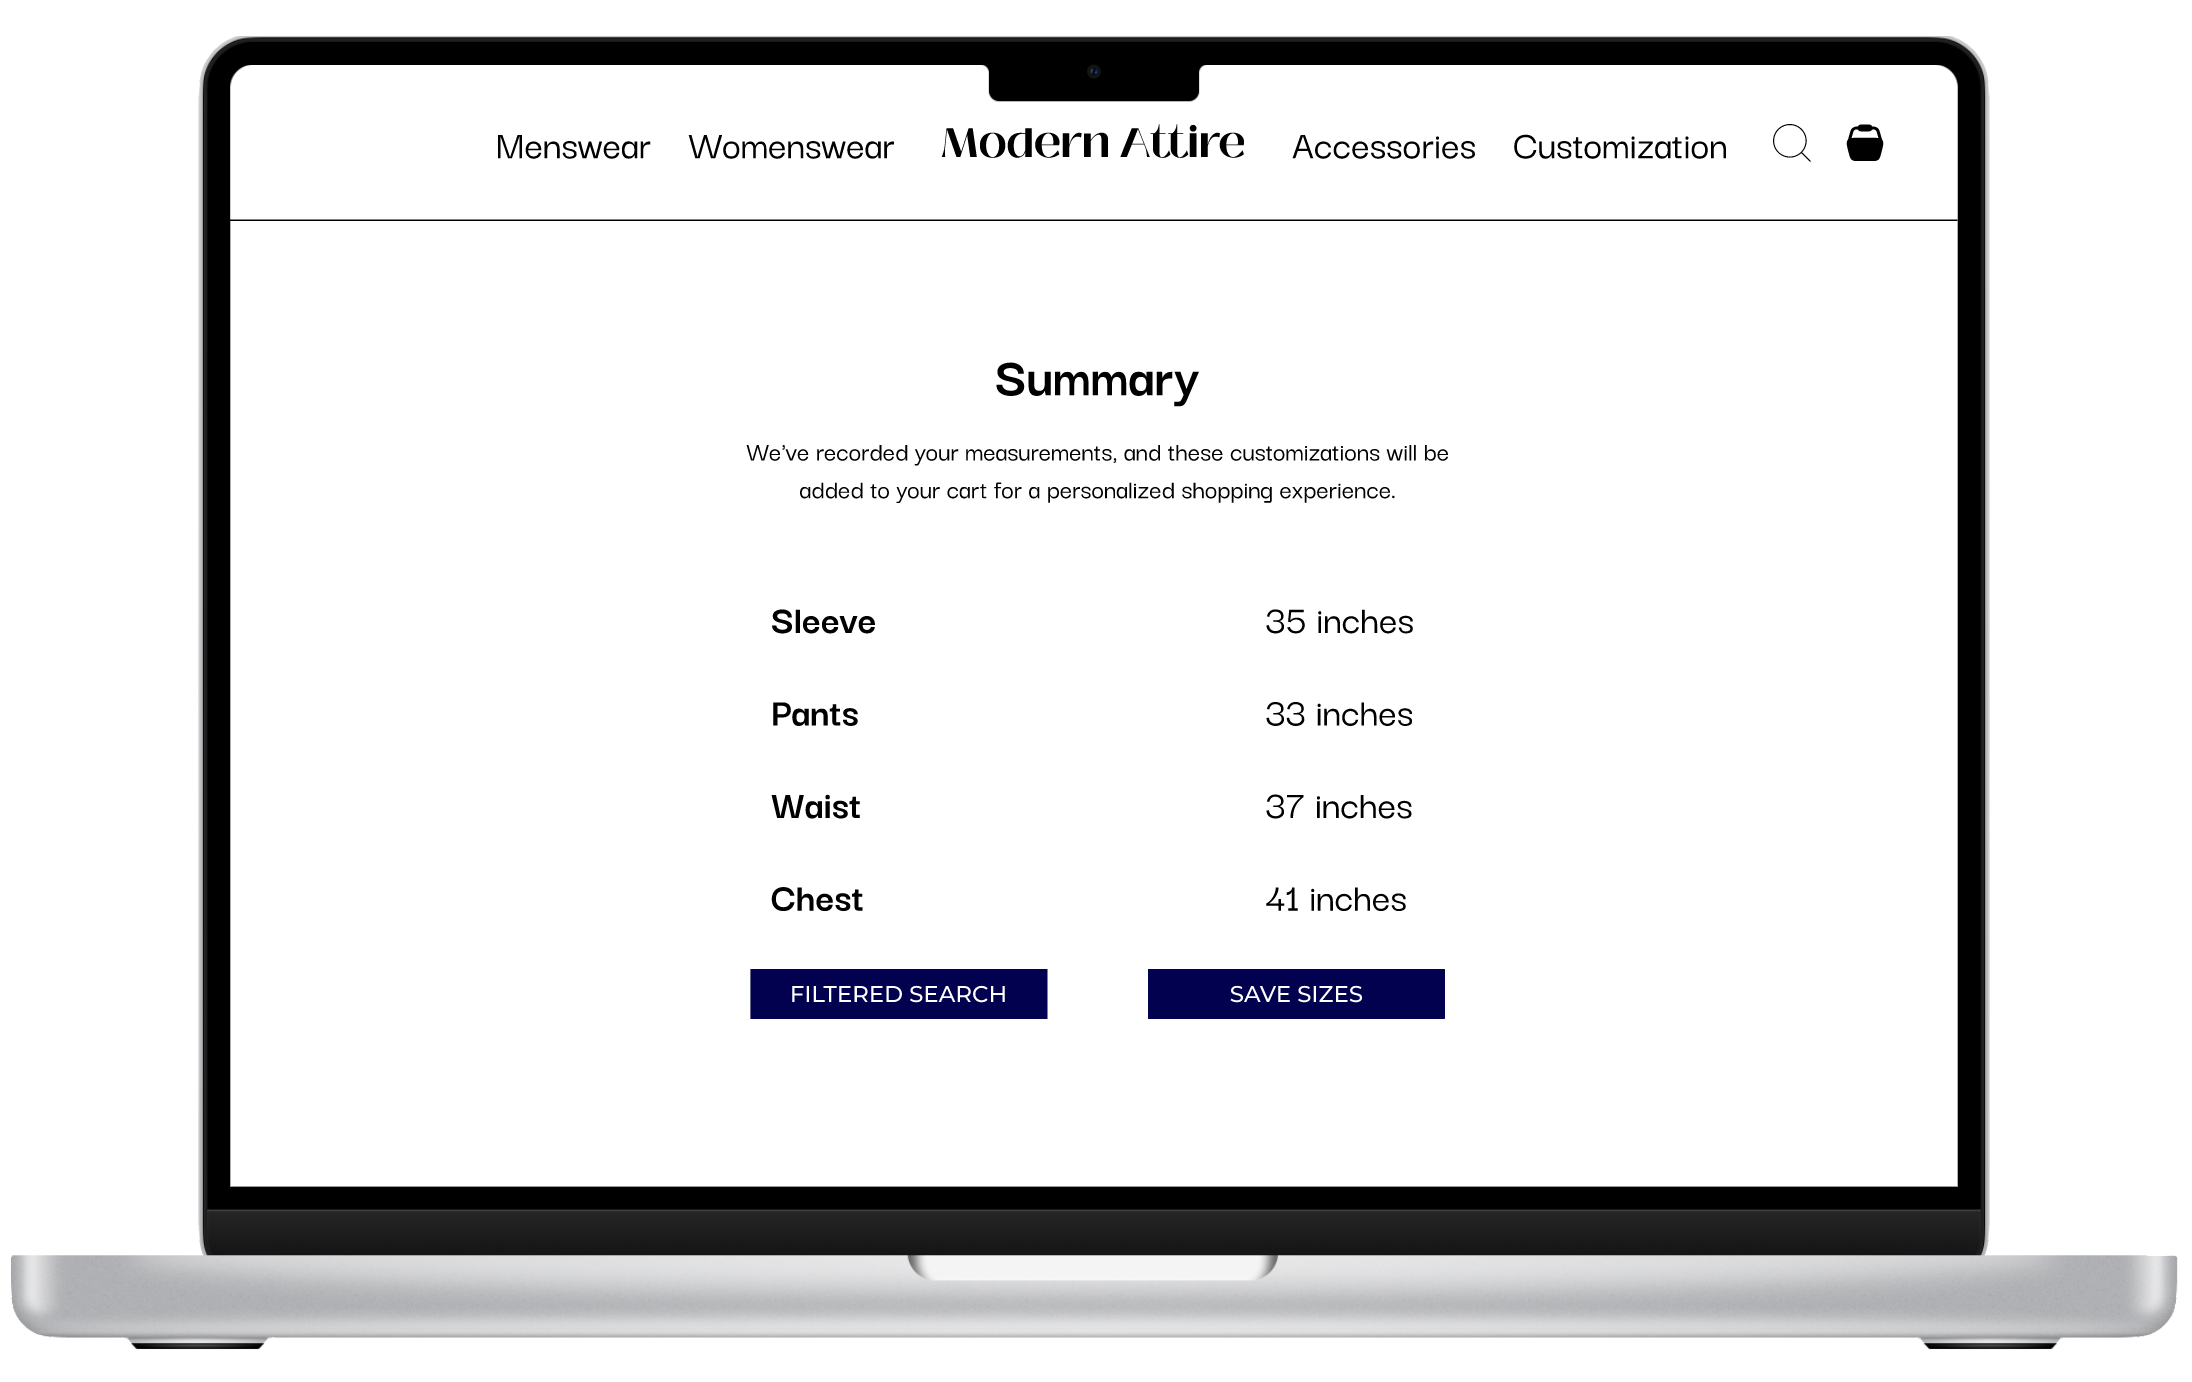 Menswear Womenswear Modern Attire Accessories Customization
Summary
We’ve recorded your measurements, and these customizations will be
added to your cart for a personalized shopping experience.
Sleeve 35 inches
Pants 33 inches
Waist 37 inches
Chest 41 inches
FILTERED SEARCH SAVE SIZES